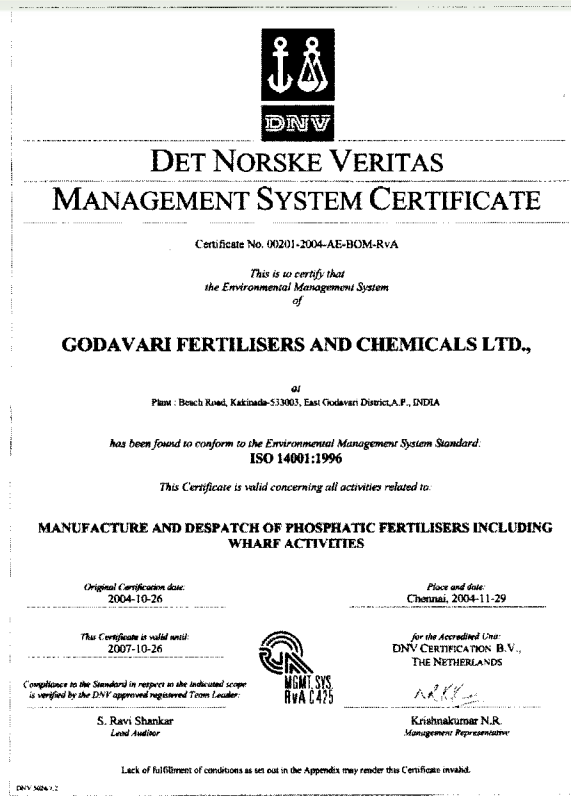 DNV
DET NORSKE VERITAS
MANAGEMENT SYSTEM CERTIFICATE
Certificate No. 00201-2004-AE-BOM-RvA
This is to certify that
the Environmental Management System
of
GODAVARI FERTILISERS AND CHEMICALS LTD.,
at
Plant : Beach Road, Kakinada-533003, East Godavari District,A.P., INDIA
has been found to conform to the Environmental Management System Standard:
ISO 14001:1996
This Certificate is valid concerning all activities related to:
MANUFACTURE AND DESPATCH OF PHOSPHATIC FERTILISERS INCLUDING
WHARF ACTIVITIES
Original Certification date:
2004-10-26
Place and date:
Chennai, 2004-11-29
This Certificate is valid until:
2007-10-26
for the Accredited Unit:
DNV CERTIFICATION B.V.,
THE NETHERLANDS
Compliance to the Standard in respect to the indicated scope
is verified by the DNV approved registered Team Leader:
MGMT. SYS.
RvA C 425
S. Ravi Shankar
Lead Auditor
Krishnakumar N.R.
Management Representative
Lack of fulfillment of conditions as set out in the Appendix may render this Certificate invalid.